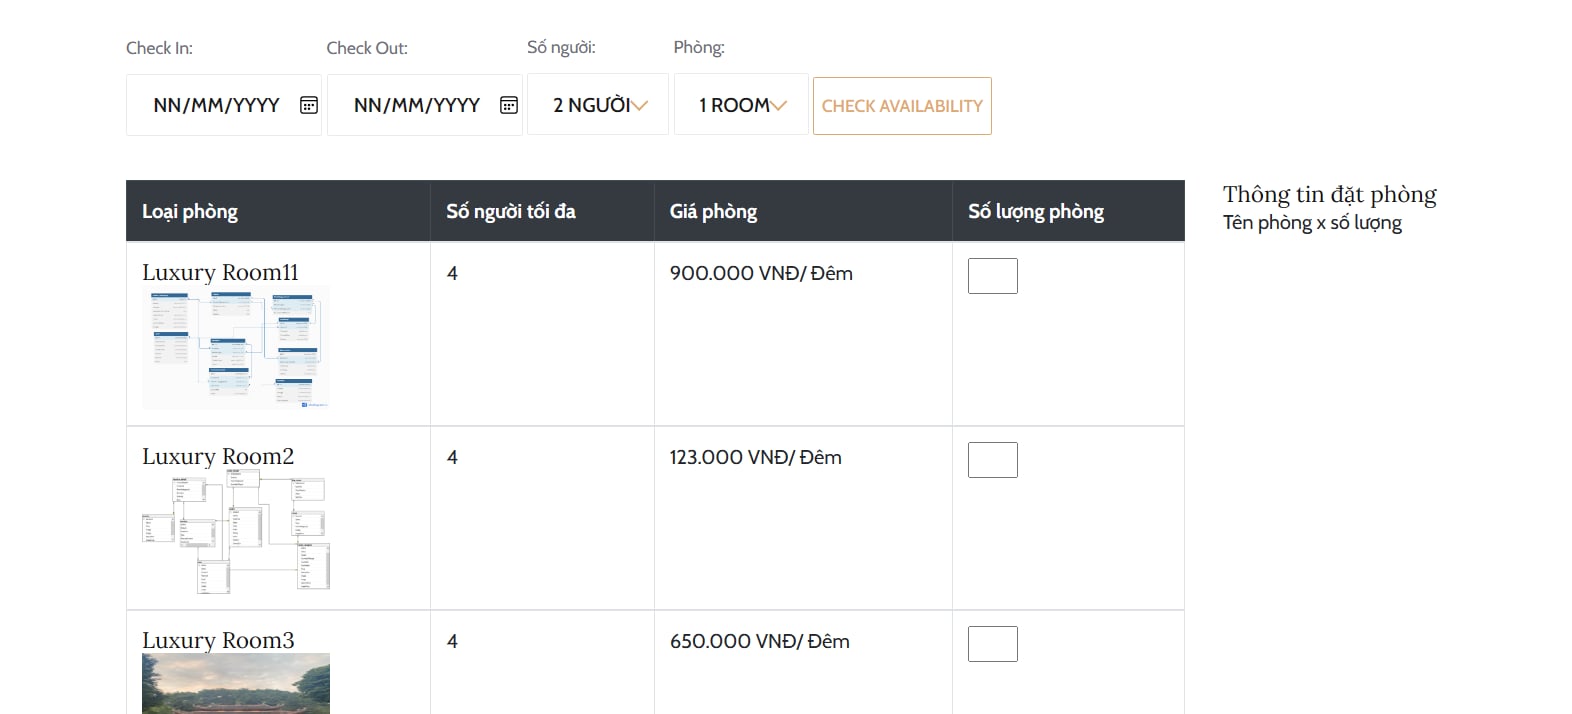 Check In:
Check Out:
Số người:
Phòng:
NN/MM/YYYY
NN/MM/YYYY
2 NGƯỜI
1 ROOM
CHECK AVAILABILITY
Loại phòng
Số người tối đa
Giá phòng
Số lượng phòng
Thông tin đặt phòng
Tên phòng x số lượng
Luxury Room11
4
900.000 VNĐ/ Đêm
Luxury Room2
4
123.000 VNĐ/ Đêm
Luxury Room3
4
650.000 VNĐ/ Đêm